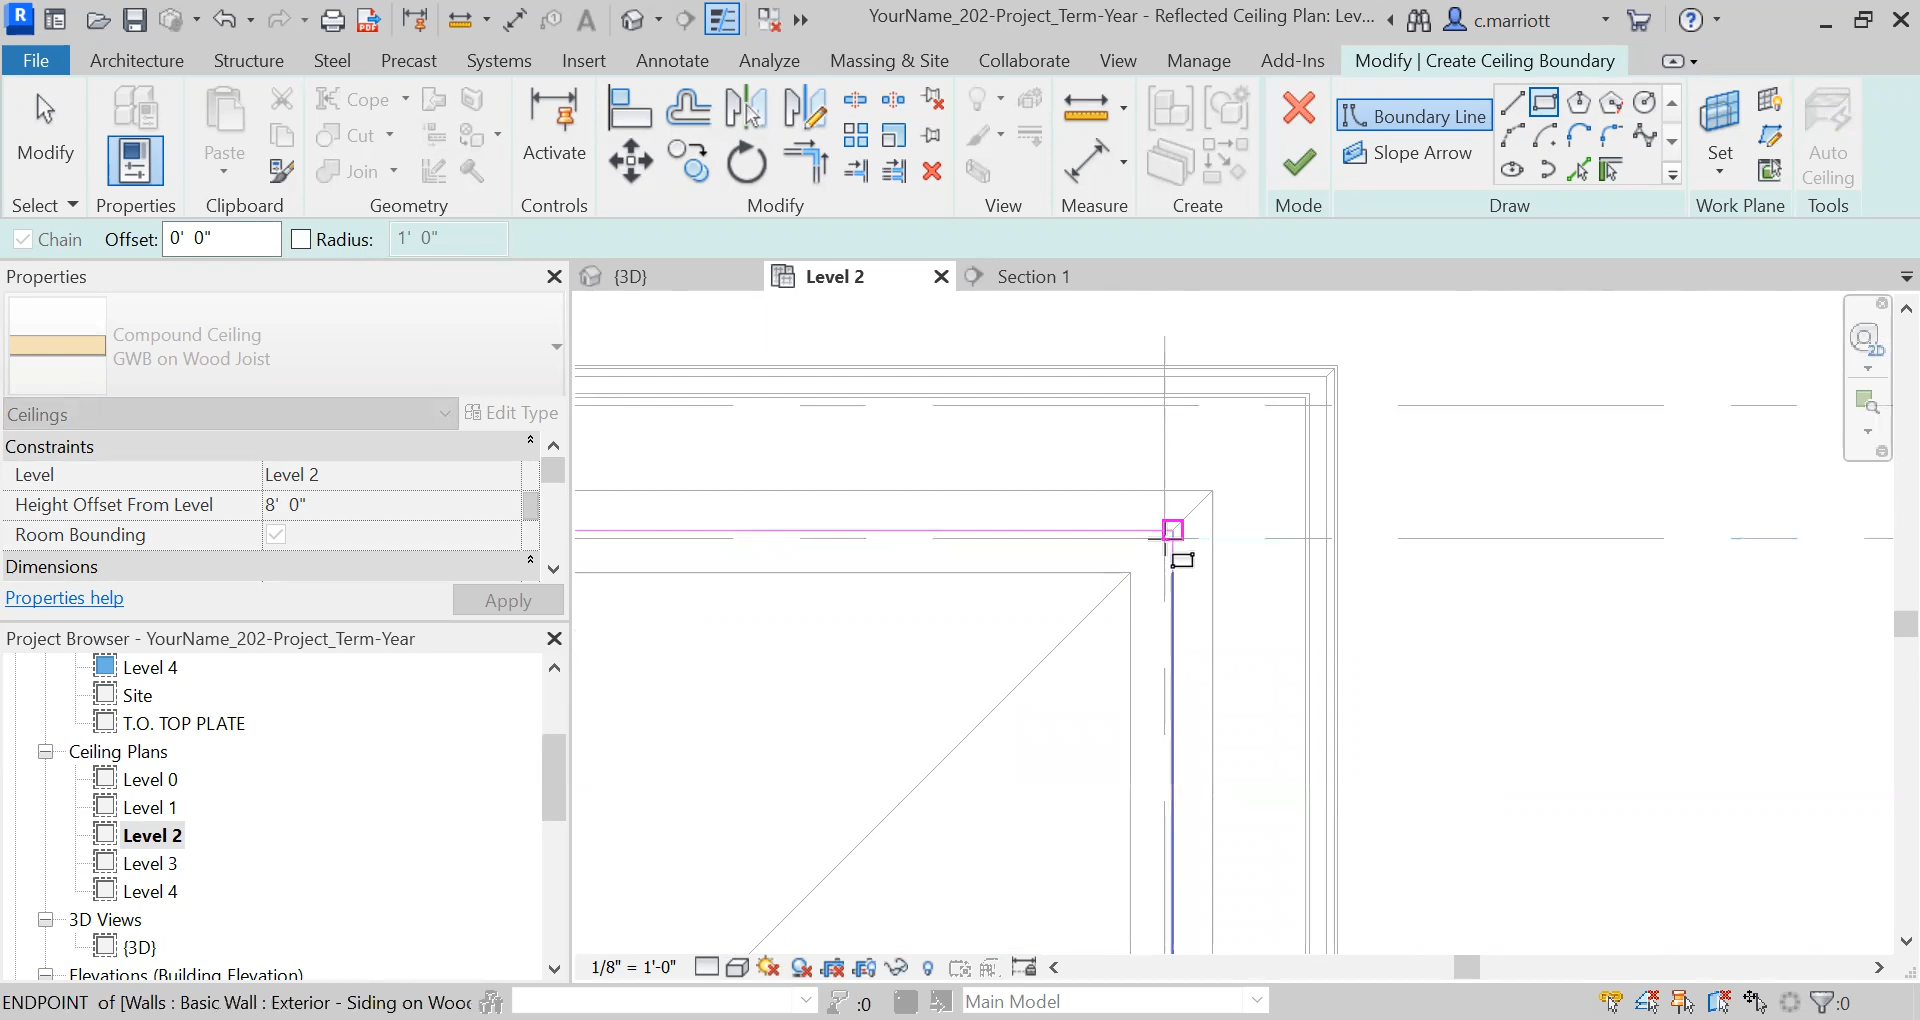 YourName_202-Project_Term-Year - Reflected Ceiling Plan: Lev...
c.marriott
File Architecture Structure Steel Precast Systems Insert Annotate Analyze Massing & Site Collaborate View Manage Add-Ins Modify | Create Ceiling Boundary
Modify
Paste
Cope
Cut
Join
Activate
Boundary Line
Slope Arrow
Set
Auto
Ceiling
Select Properties Clipboard Geometry Controls Modify View Measure Create Mode Draw Work Plane Tools
Chain Offset: 0' 0" Radius: 1' 0"
Properties
{3D} Level 2 Section 1
Compound Ceiling
GWB on Wood Joist
2D
Ceilings Edit Type
Constraints
Level Level 2
Height Offset From Level 8' 0"
Room Bounding
Dimensions
Properties help Apply
Project Browser - YourName_202-Project_Term-Year
Level 4
Site
T.O. TOP PLATE
Ceiling Plans
Level 0
Level 1
Level 2
Level 3
Level 4
3D Views
{3D}
Elevations (Building Elevation)
1/8" = 1'-0"
ENDPOINT of [Walls : Basic Wall : Exterior - Siding on Wood
:0
Main Model
:0